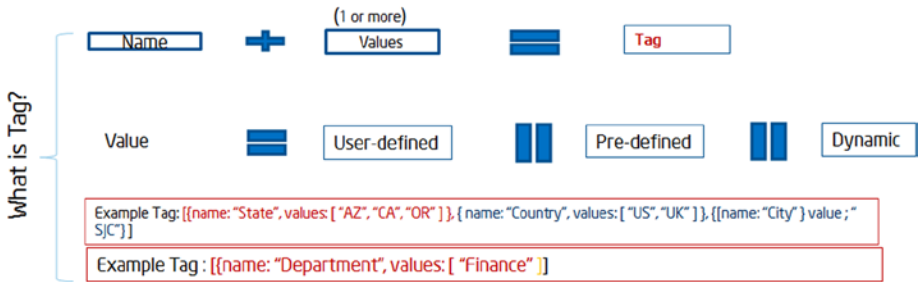 What is Tag?
(1 or more)
Name
Values
Tag
Value
User-defined
Pre-defined
Dynamic
Example Tag: [{name: “State”, values: [ “AZ”, “CA”, “OR” ] }, { name: “Country”, values: [ “US”, “UK” ] }, {[name: “City” } value ; “
SJC”} ]
Example Tag : [{name: “Department”, values: [ “Finance” ]]